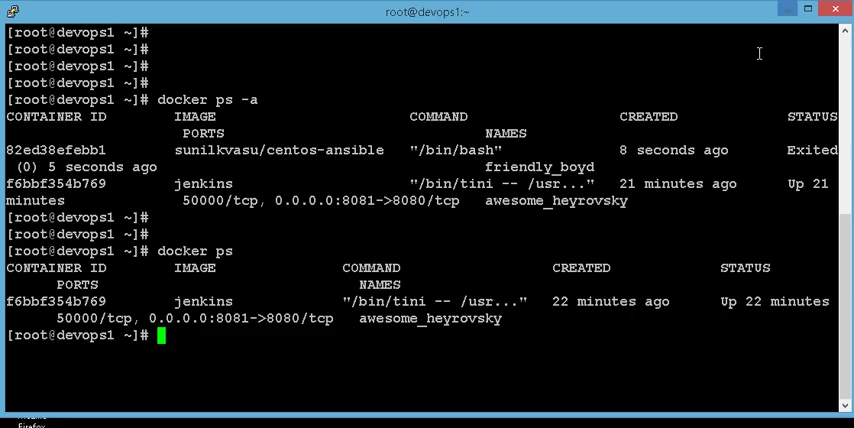 root@devops1:~
[root@devops1 ~]#
[root@devops1 ~]#
[root@devops1 ~]#
[root@devops1 ~]#
[root@devops1 ~]# docker ps -a
CONTAINER ID IMAGE COMMAND CREATED STATUS
PORTS NAMES
82ed38efebb1 sunilkvasu/centos-ansible "/bin/bash" 8 seconds ago Exited
(0) 5 seconds ago friendly_boyd
f6bbf354b769 jenkins "/bin/tini -- /usr..." 21 minutes ago Up 21
minutes 50000/tcp, 0.0.0.0:8081->8080/tcp awesome_heyrovsky
[root@devops1 ~]#
[root@devops1 ~]#
[root@devops1 ~]# docker ps
CONTAINER ID IMAGE COMMAND CREATED STATUS
PORTS NAMES
f6bbf354b769 jenkins "/bin/tini -- /usr..." 22 minutes ago Up 22 minutes
50000/tcp, 0.0.0.0:8081->8080/tcp awesome_heyrovsky
[root@devops1 ~]#
Firefox